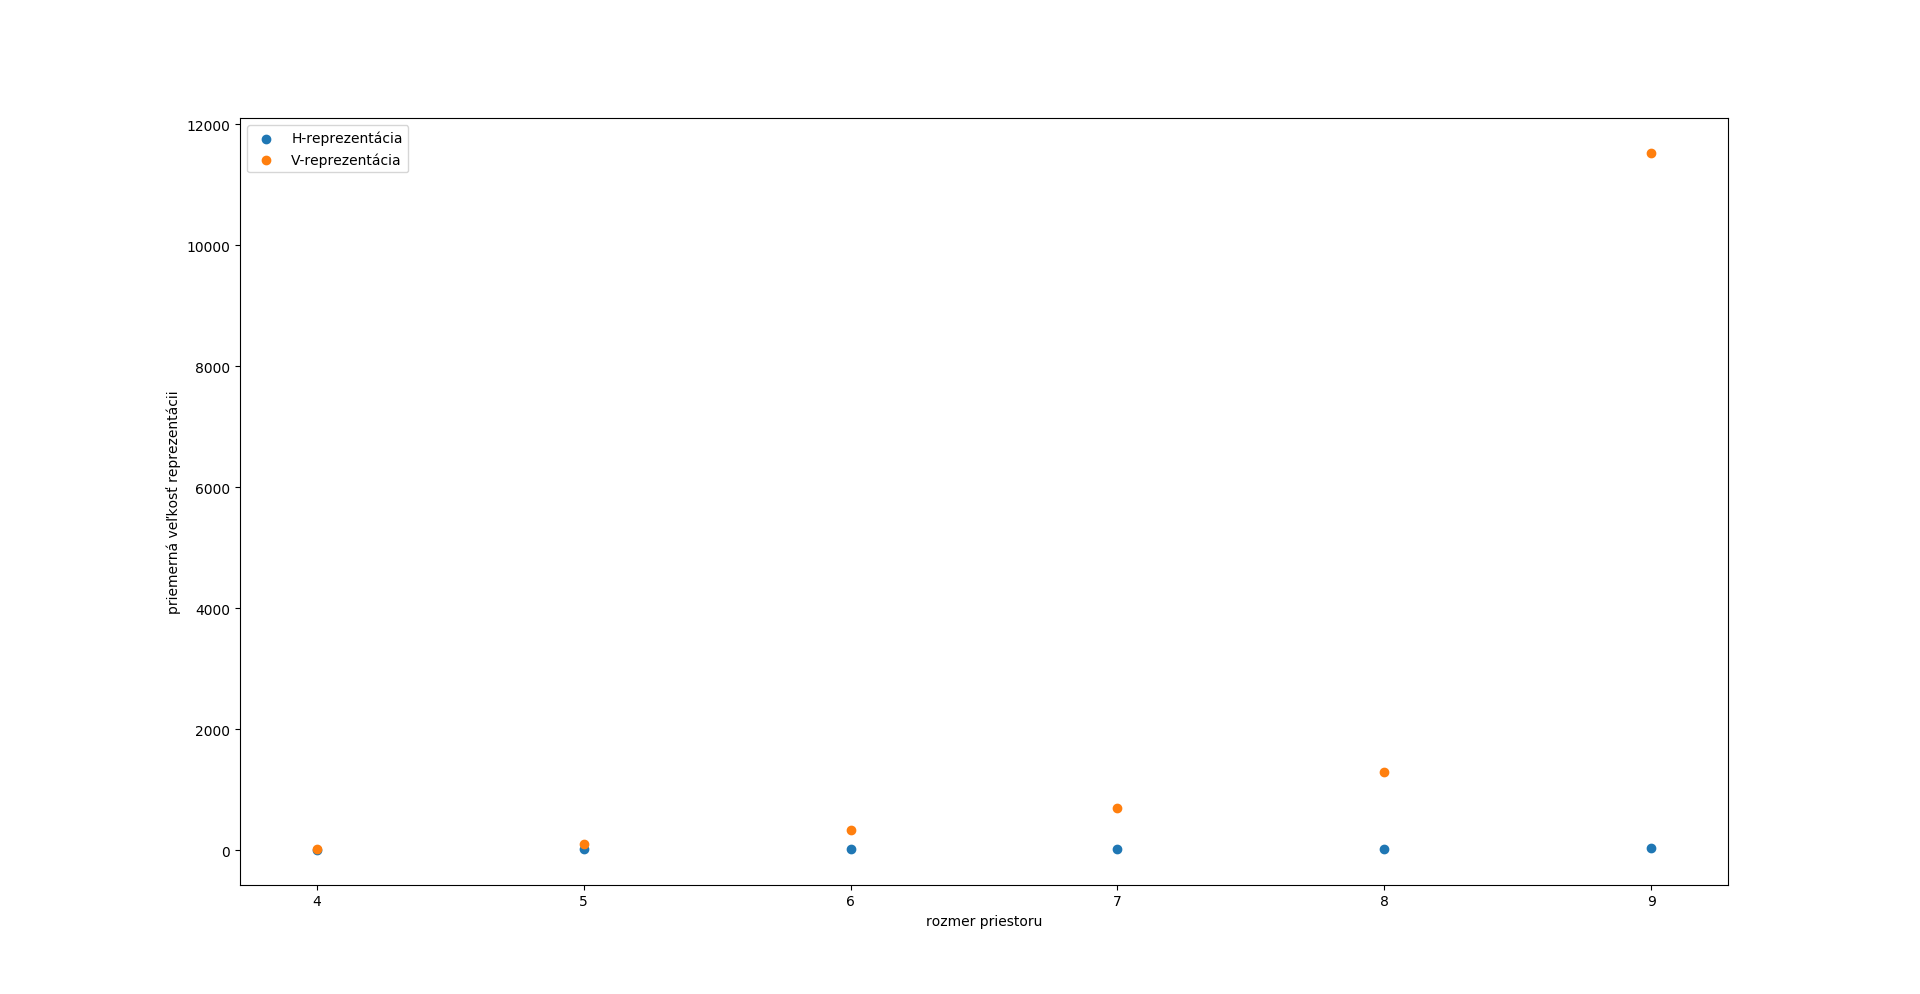 H-reprezentácia
V-reprezentácia
12000
10000
8000
6000
4000
2000
0
priemerná veľkosť reprezentácii
4 5 6 7 8 9
rozmer priestoru